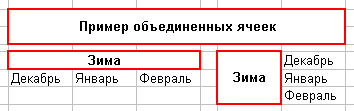 Пример объединенных ячеек
Зима
Декабрь Январь Февраль
Зима
Декабрь
Январь
Февраль